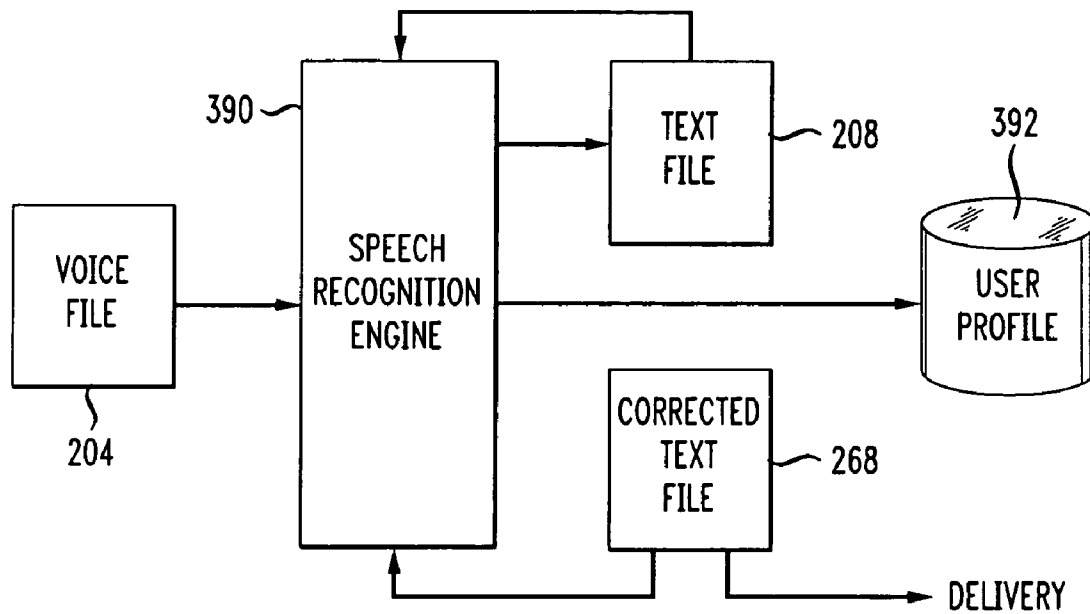 390
TEXT
FILE
208
392
VOICE
FILE
204
SPEECH
RECOGNITION
ENGINE
USER
PROFILE
CORRECTED
TEXT
FILE
268
DELIVERY